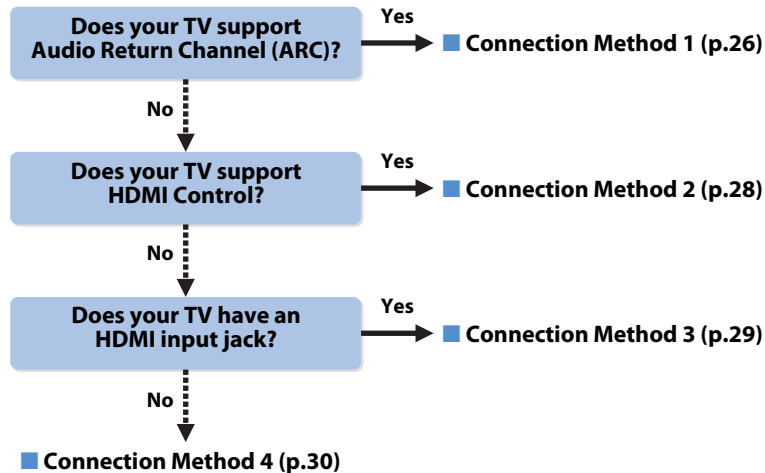 Does your TV support
Audio Return Channel (ARC)?
Yes
Connection Method 1 (p.26)
No
Does your TV support
HDMI Control?
Yes
Connection Method 2 (p.28)
No
Does your TV have an
HDMI input jack?
Yes
Connection Method 3 (p.29)
No
Connection Method 4 (p.30)